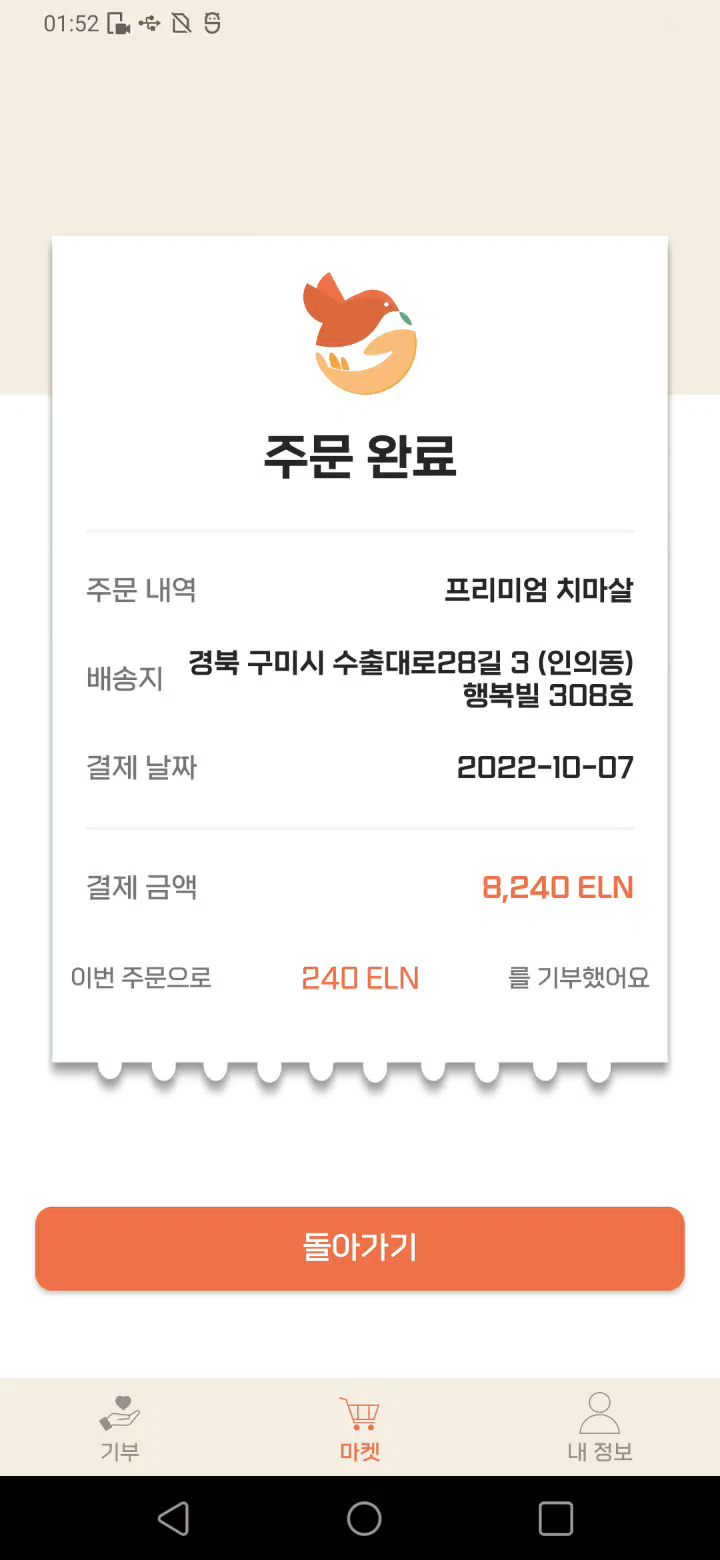 01:52
주문 완료
주문 내역 프리미엄 치마살
배송지 경북 구미시 수출대로28길 3 (인의동)
행복빌 308호
결제 날짜 2022-10-07
결제 금액 8,240 ELN
이번 주문으로 240 ELN 를 기부했어요
돌아가기
기부 마켓 내 정보